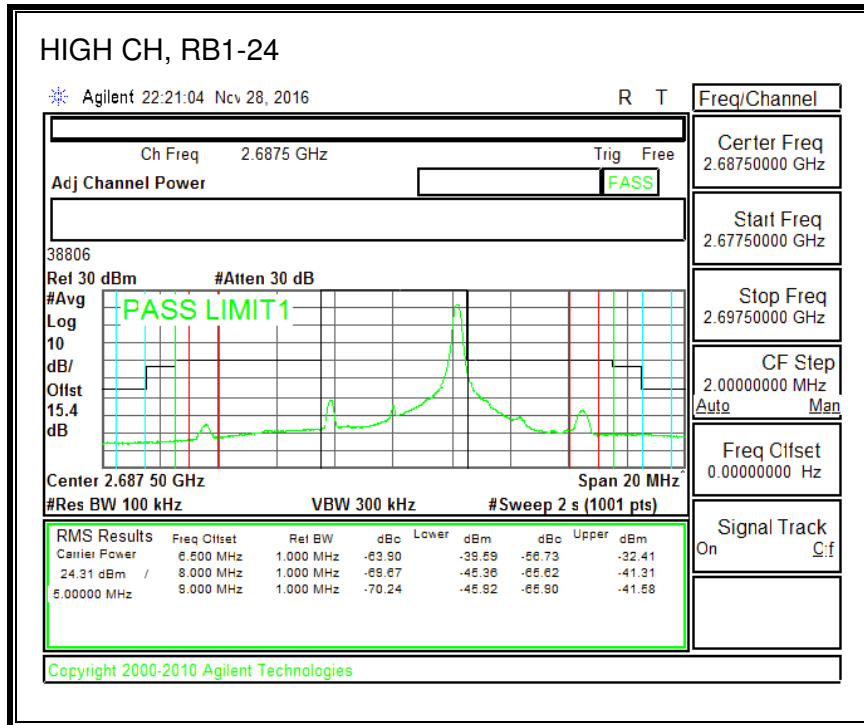 HIGH CH, RB1-24
Agilent 22:21:04 Nov 28, 2016 R T
Freq/Channel
Ch Freq 2.6875 GHz Trig Free
Adj Channel Power FASS
Center Freq
2.68750000 GHz
Start Freq
2.67750000 GHz
Stop Freq
2.69750000 GHz
CF Step
2.00000000 MHz
Auto Man
Freq Offset
0.00000000 Hz
Signal Track
On Off
38806
Ref 30 dBm #Atten 30 dB
#Avg
Log
10
dB/
Offst
15.4
dB
PASS LIMIT1
Center 2.687 50 GHz Span 20 MHz
#Res BW 100 kHz VBW 300 kHz #Sweep 2 s (1001 pts)
RMS Results Freq Offset Ref BW dBc Lower dBm dBc Upper dBm
Carrier Power 6.500 MHz 1.000 MHz -63.90 -39.59 -56.73 -32.41
24.31 dBm / 8.000 MHz 1.000 MHz -69.67 -45.36 -65.62 -41.31
5.00000 MHz 9.000 MHz 1.000 MHz -70.24 -45.92 -65.90 -41.58
Copyright 2000-2010 Agilent Technologies